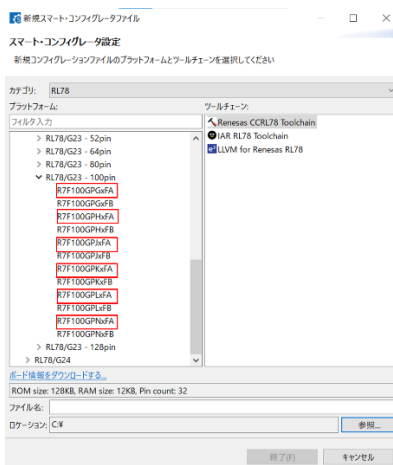 新規スマート・コンフィグレータファイル
スマート・コンフィグレータ設定
新規コンフィグレーションファイルのプラットフォームとツールチェーンを選択してください
カテゴリ: RL78
プラットフォーム:
フィルタ入力
RL78/G23 - 52pin
RL78/G23 - 64pin
RL78/G23 - 80pin
RL78/G23 - 100pin
R7F100GPGxFA
R7F100GPGxFB
R7F100GPHxFA
R7F100GPHxFB
R7F100GPJxFA
R7F100GPJxFB
R7F100GPKxFA
R7F100GPKxFB
R7F100GPLxFA
R7F100GPLxFB
R7F100GPNxFA
R7F100GPNxFB
RL78/G23 - 128pin
RL78/G24
ツールチェーン:
Renesas CCRL78 Toolchain
IAR RL78 Toolchain
LLVM for Renesas RL78
ボード情報をダウンロードする...
ROM size: 128KB, RAM size: 12KB, Pin count: 32
ファイル名:
ロケーション: C:¥
参照...
終了(F)
キャンセル